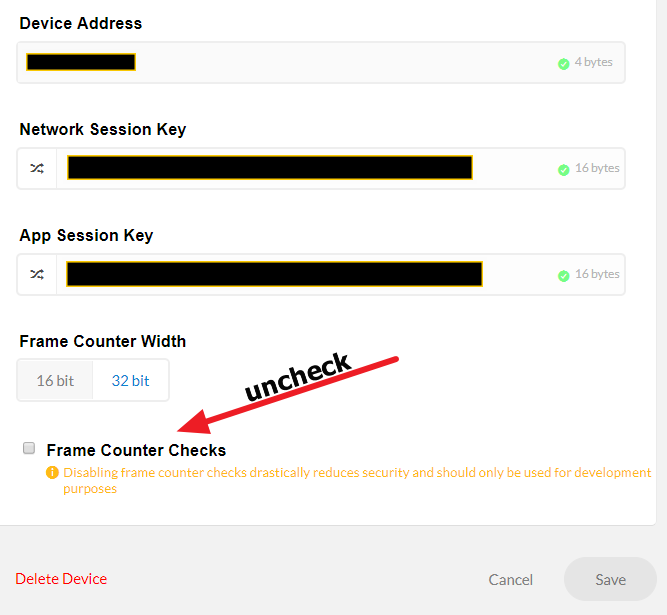 Device Address
4 bytes
Network Session Key
16 bytes
App Session Key
16 bytes
Frame Counter Width
16 bit 32 bit
uncheck
Frame Counter Checks
Disabling frame counter checks drastically reduces security and should only be used for development
purposes
Delete Device Cancel Save